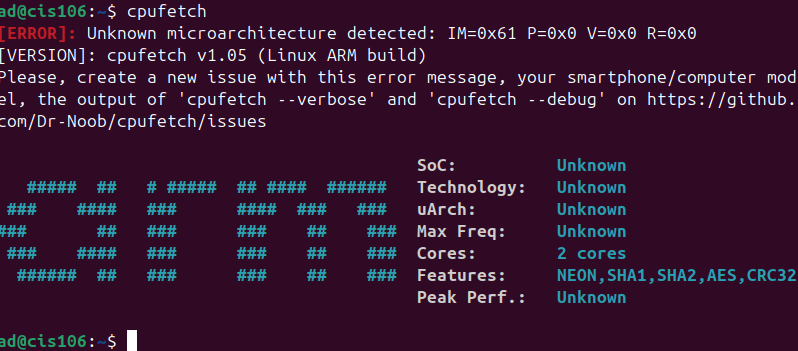 ad@cis106:~$ cpufetch
[ERROR]: Unknown microarchitecture detected: IM=0x61 P=0x0 V=0x0 R=0x0
[VERSION]: cpufetch v1.05 (Linux ARM build)
Please, create a new issue with this error message, your smartphone/computer mod
el, the output of 'cpufetch --verbose' and 'cpufetch --debug' on https://github.
com/Dr-Noob/cpufetch/issues
SoC: Unknown
##### ## # ##### ## #### ###### Technology: Unknown
### #### ### #### ### ### uArch: Unknown
### ## ### ### ## ### Max Freq: Unknown
### #### ### ### ## ### Cores: 2 cores
###### ## ### ### ## ### Features: NEON,SHA1,SHA2,AES,CRC32
Peak Perf.: Unknown
ad@cis106:~$